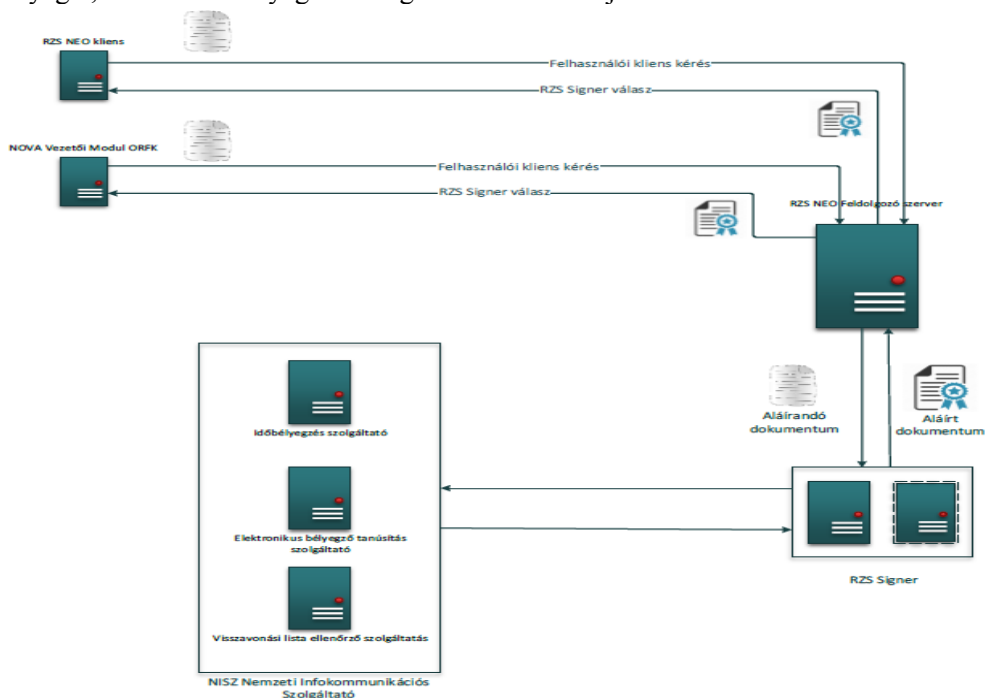 RZS NEO kliens
Felhasználói kliens kérés
RZS Signer válasz
NOVA Vezetői Modul ORFK
Felhasználói kliens kérés
RZS Signer válasz
RZS NEO Feldolgozó szerver
Időbélyegzés szolgáltató
Aláírandó
dokumentum
Aláírt
dokumentum
Elektronikus bélyegző tanúsítás
szolgáltató
RZS Signer
Visszavonási lista ellenőrző szolgáltatás
NISZ Nemzeti Infokommunikációs
Szolgáltató